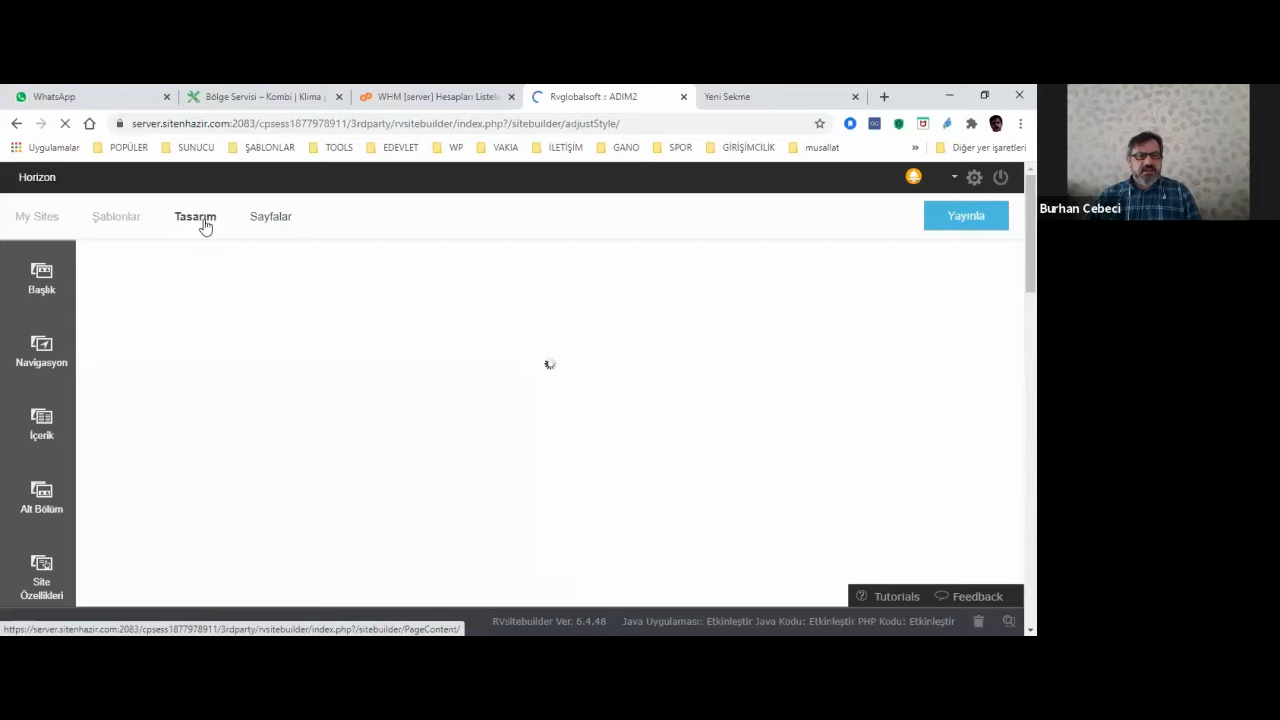 WhatsApp
Bölge Servisi – Kombi | Klima
WHM [server] Hesapları Listele
Rvglobalsoft :: ADIM2
Yeni Sekme
server.sitenhazir.com:2083/cpsess1877978911/3rdparty/rvsitebuilder/index.php?/sitebuilder/adjustStyle/
Uygulamalar
POPÜLER
SUNUCU
ŞABLONLAR
TOOLS
EDEVLET
WP
VAKIA
İLETİŞİM
GANO
SPOR
GİRİŞİMCİLİK
musallat
»
Diğer yer işaretleri
Horizon
My Sites
Şablonlar
Tasarım
Sayfalar
Yayınla
Burhan Cebeci
Başlık
Navigasyon
İçerik
Alt Bölüm
Site
Özellikleri
Tutorials
Feedback
RVsitebuilder Ver. 6.4.48
Java Uygulaması: Etkinleştir Java Kodu: Etkinleştir PHP Kodu: Etkinleştir
https://server.sitenhazir.com:2083/cpsess1877978911/3rdparty/rvsitebuilder/index.php?/sitebuilder/PageContent/